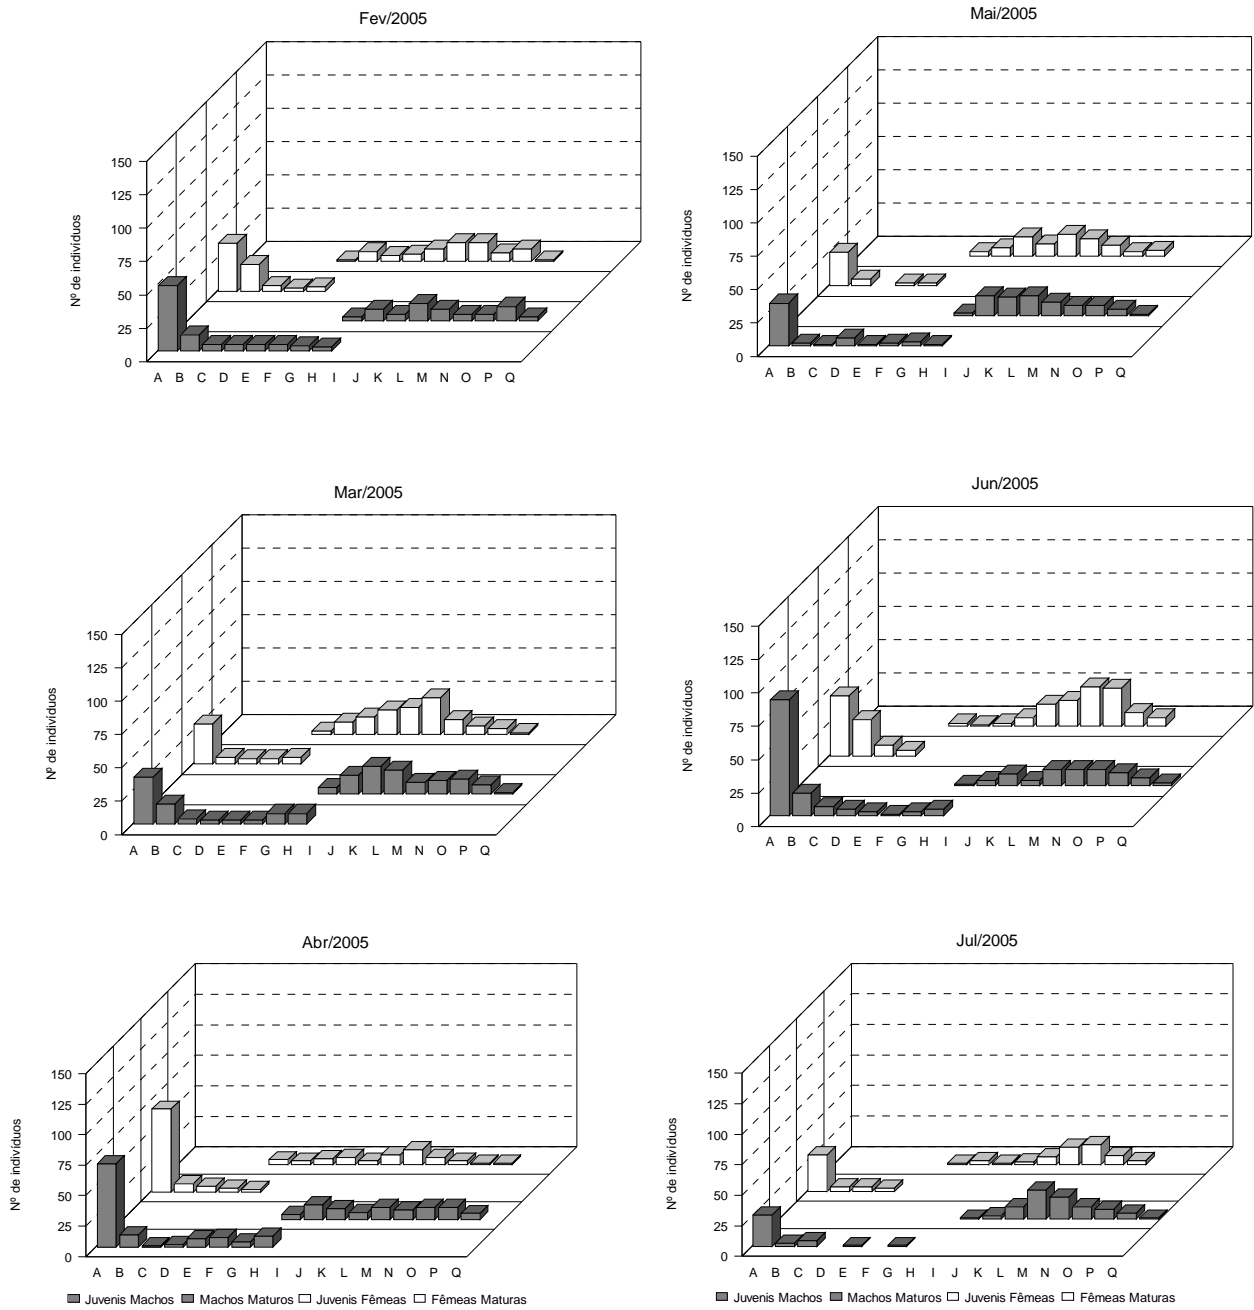 Fev/2005
Nº de indivíduos
150
125
100
75
50
25
0
A B C D E F G H I J K L M N O P Q
Mai/2005
Nº de indivíduos
150
125
100
75
50
25
0
A B C D E F G H I J K L M N O P Q
Mar/2005
Nº de indivíduos
150
125
100
75
50
25
0
A B C D E F G H I J K L M N O P Q
Jun/2005
Nº de indivíduos
150
125
100
75
50
25
0
A B C D E F G H I J K L M N O P Q
Abr/2005
Nº de indivíduos
150
125
100
75
50
25
0
A B C D E F G H I J K L M N O P Q
Juvenis Machos Machos Maturos Juvenis Fêmeas Fêmeas Maturas
Jul/2005
Nº de indivíduos
150
125
100
75
50
25
0
A B C D E F G H I J K L M N O P Q
Juvenis Machos Machos Maturos Juvenis Fêmeas Fêmeas Maturas